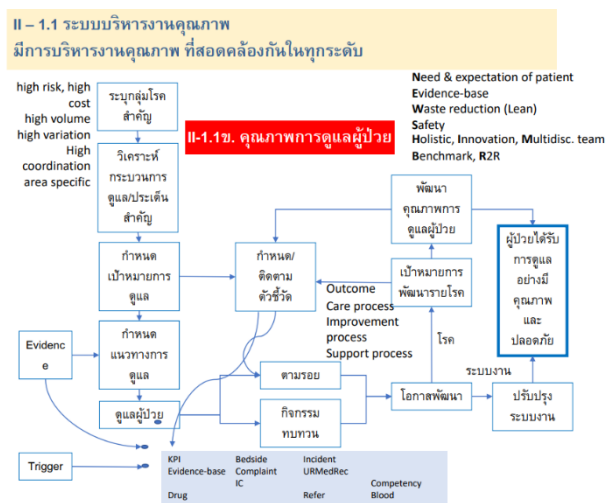 II – 1.1 ระบบบริหารงานคุณภาพ
มีการบริหารงานคุณภาพ ที่สอดคล้องกันในทุกระดับ
high risk, high
cost
high volume
high variation
High
coordination
area specific
ระบุกลุ่มโรค
สำคัญ
II-1.1ข. คุณภาพการดูแลผู้ป่วย
Need & expectation of patient
Evidence-base
Waste reduction (Lean)
Safety
Holistic, Innovation, Multidisc. team
Benchmark, R2R
วิเคราะห์
กระบวนการ
ดูแล/ประเด็น
สำคัญ
พัฒนา
คุณภาพการ
ดูแลผู้ป่วย
ผู้ป่วยได้รับ
การดูแล
อย่างมี
คุณภาพ
และ
ปลอดภัย
กำหนด
เป้าหมายการ
ดูแล
กำหนด/
ติดตาม
ตัวชี้วัด
เป้าหมายการ
พัฒนารายโรค
Outcome
Care process
Improvement
process
Support process
โรค
ระบบงาน
Evidenc
e
กำหนด
แนวทางการ
ดูแล
ตามรอย
ดูแลผู้ป่วย
กิจกรรม
ทบทวน
โอกาสพัฒนา
ปรับปรุง
ระบบงาน
Trigger
KPI Bedside Incident
Evidence-base Complaint URMedRec
IC Competency
Drug Refer Blood